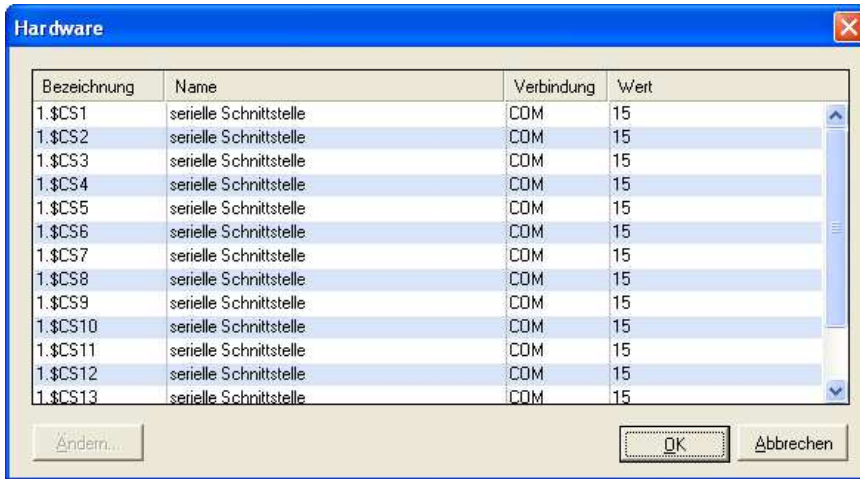 Hardware
Bezeichnung Name Verbindung Wert
1.$CS1 serielle Schnittstelle COM 15
1.$CS2 serielle Schnittstelle COM 15
1.$CS3 serielle Schnittstelle COM 15
1.$CS4 serielle Schnittstelle COM 15
1.$CS5 serielle Schnittstelle COM 15
1.$CS6 serielle Schnittstelle COM 15
1.$CS7 serielle Schnittstelle COM 15
1.$CS8 serielle Schnittstelle COM 15
1.$CS9 serielle Schnittstelle COM 15
1.$CS10 serielle Schnittstelle COM 15
1.$CS11 serielle Schnittstelle COM 15
1.$CS12 serielle Schnittstelle COM 15
1.$CS13 serielle Schnittstelle COM 15
Ändern... OK Abbrechen